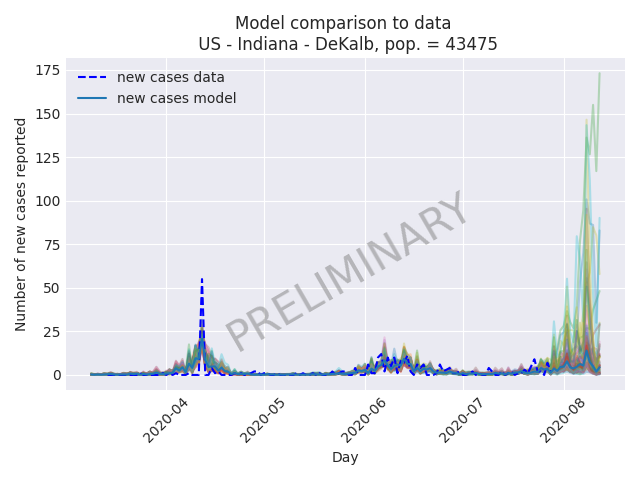 Model comparison to data
US - Indiana - DeKalb, pop. = 43475
175
150
125
100
75
50
25
0
Number of new cases reported
new cases data
new cases model
PRELIMINARY
2020-04
2020-05
2020-06
2020-07
2020-08
Day